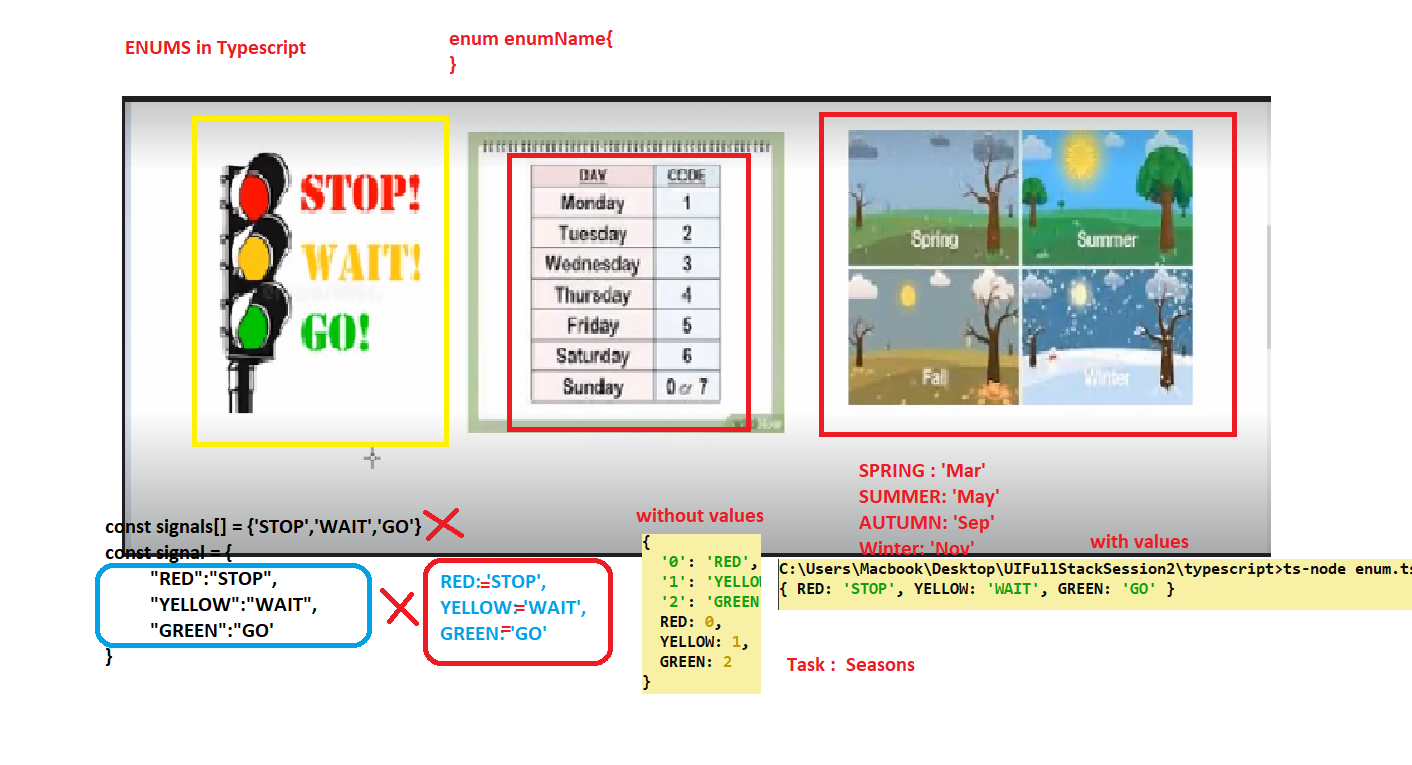 ENUMS in Typescript
enum enumName{
}
STOP!
WAIT!
GO!
DAY CODE
Monday 1
Tuesday 2
Wednesday 3
Thursday 4
Friday 5
Saturday 6
Sunday 0 or 7
Spring
Summer
Fall
Winter
SPRING : 'Mar'
SUMMER: 'May'
AUTUMN: 'Sep'
Winter: 'Nov'
const signals[] = {'STOP','WAIT','GO'}
const signal = {
"RED":"STOP",
"YELLOW":"WAIT",
"GREEN":"GO'
}
RED:='STOP',
YELLOW:='WAIT',
GREEN:='GO'
without values
{
'0': 'RED',
'1': 'YELLO
'2': 'GREEN
RED: 0,
YELLOW: 1,
GREEN: 2
}
with values
C:\Users\Macbook\Desktop\UIFullStackSession2\typescript>ts-node enum.ts
{ RED: 'STOP', YELLOW: 'WAIT', GREEN: 'GO' }
Task : Seasons